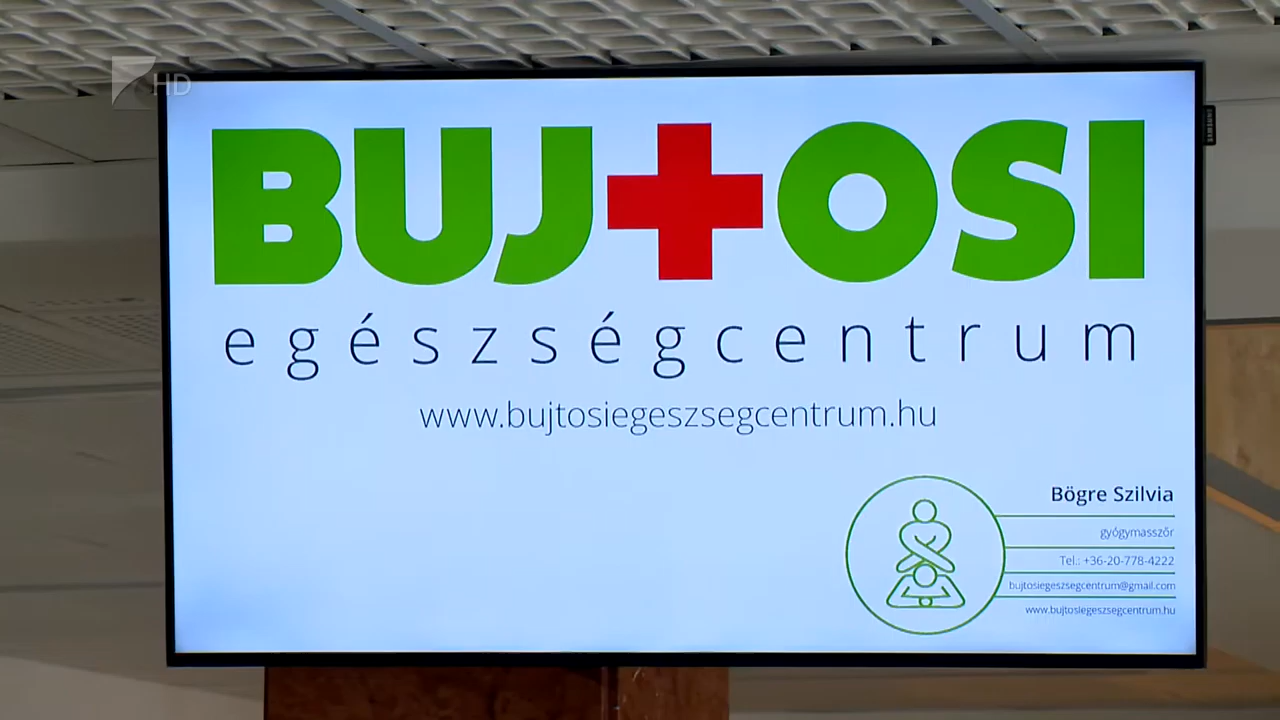 HD
SAMSUNG
BUJ+OSI
egészségcentrum
www.bujtosiegeszsegcentrum.hu
Bögre Szilvia
gyógymasszőr
Tel.: +36-20-778-4222
bujtosiegeszsegcentrum@gmail.com
www.bujtosiegeszsegcentrum.hu